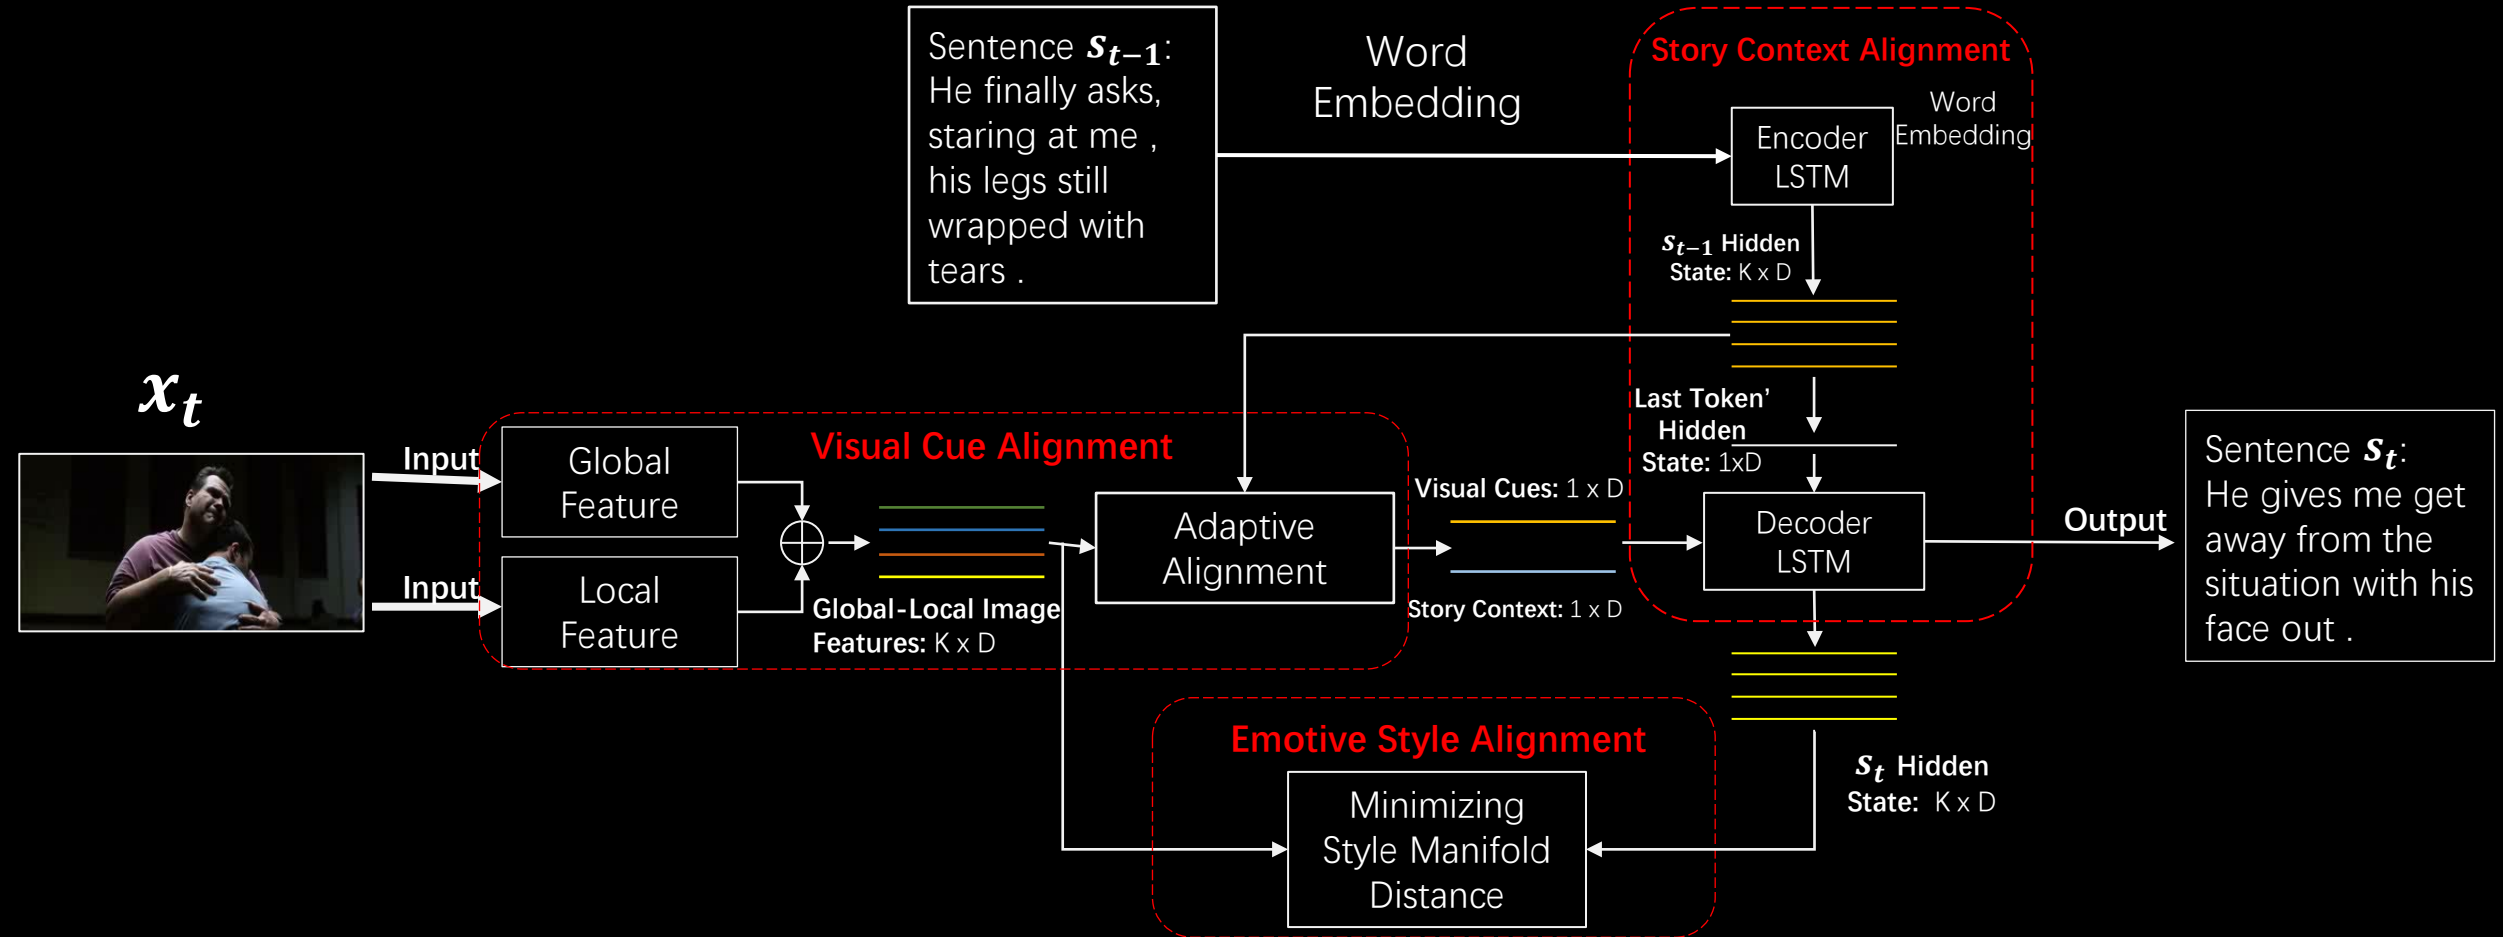 Sentence s_{t−1}:
He finally asks,
staring at me ,
his legs still
wrapped with
tears .
Word
Embedding
Story Context Alignment
Encoder
LSTM
Word
Embedding
s_{t−1} Hidden
State: K x D
Last Token'
Hidden
State: 1xD
x_t
Input
Input
Global
Feature
Local
Feature
Visual Cue Alignment
Global-Local Image
Features: K x D
Adaptive
Alignment
Visual Cues: 1 x D
Story Context: 1 x D
Decoder
LSTM
Output
Sentence s_t:
He gives me get
away from the
situation with his
face out .
Emotive Style Alignment
Minimizing
Style Manifold
Distance
s_t Hidden
State: K x D